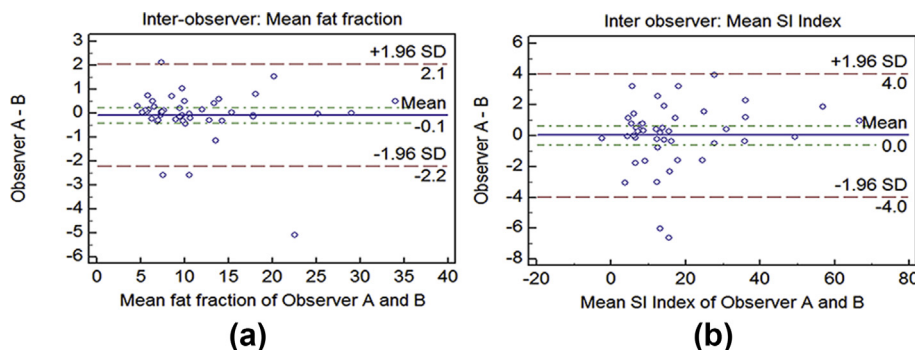 Inter-observer: Mean fat fraction
Observer A - B
3
2
1
0
-1
-2
-3
-4
-5
-6
+1.96 SD
2.1
Mean
-0.1
-1.96 SD
-2.2
0 5 10 15 20 25 30 35 40
Mean fat fraction of Observer A and B
(a)
Inter observer: Mean SI Index
Observer A - B
6
4
2
0
-2
-4
-6
-8
+1.96 SD
4.0
Mean
0.0
-1.96 SD
-4.0
-20 0 20 40 60 80
Mean SI Index of Observer A and B
(b)